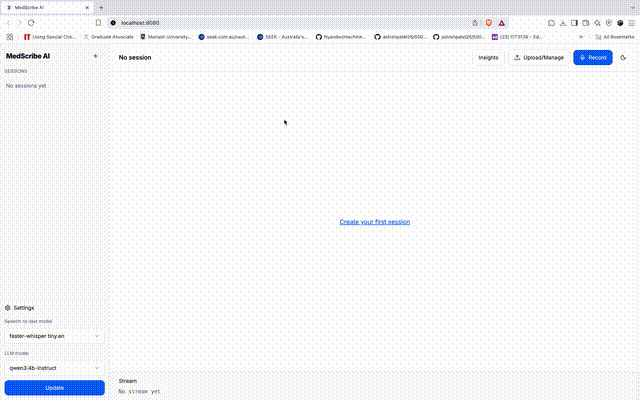 MedScribe AI
localhost:8080
Using Special Cha...
Graduate Associate
Monash University...
seek.com.au/oaut...
SEEK - Australia's...
Nyandwi/machine...
ashishpatel26/500...
ashishpatel26/500...
(23) FIT3139 – Ed...
All Bookmarks
MedScribe AI
No session
Insights
Upload/Manage
Record
SESSIONS
No sessions yet
Create your first session
Settings
Speech-to-text model
faster-whisper tiny.en
LLM model
qwen3:4b-instruct
Update
Stream
No stream yet